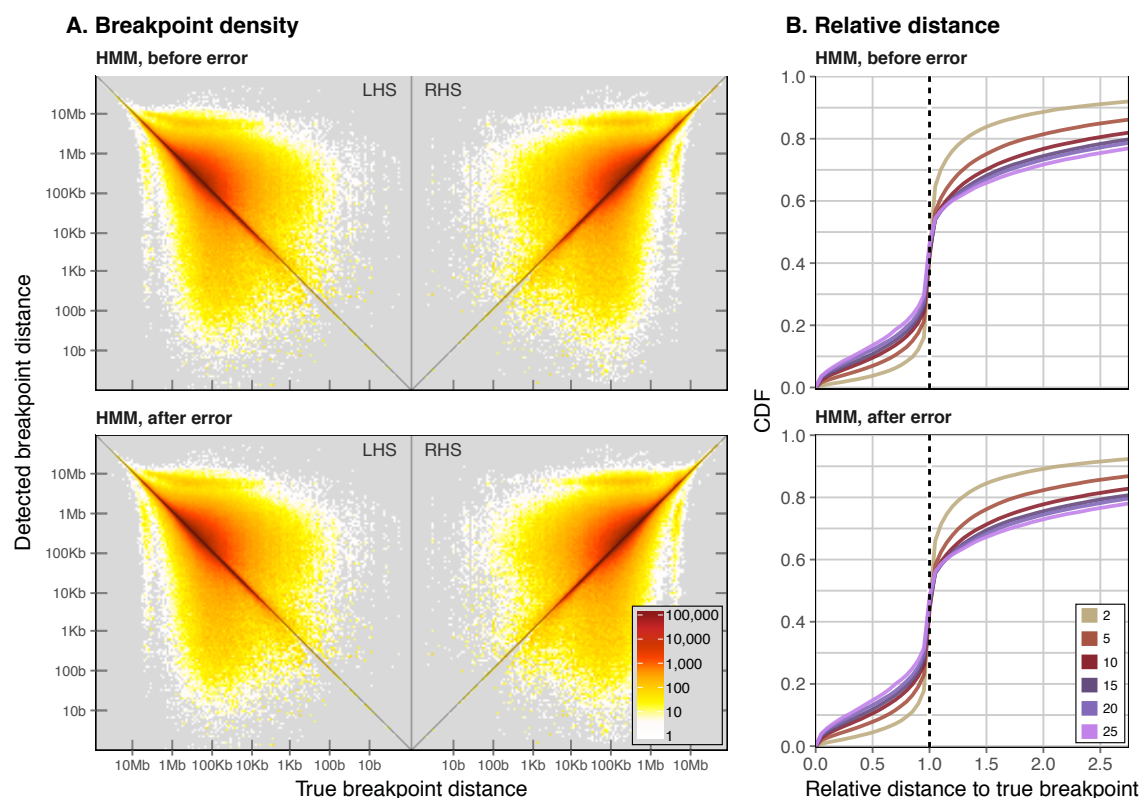 A. Breakpoint density
B. Relative distance
HMM, before error
HMM, before error
LHS RHS
10Mb
1Mb
100Kb
10Kb
1Kb
100b
10b
1.0
0.8
0.6
0.4
0.2
0.0
Detected breakpoint distance
CDF
HMM, after error
HMM, after error
LHS RHS
10Mb
1Mb
100Kb
10Kb
1Kb
100b
10b
100,000
10,000
1,000
100
10
1
1.0
0.8
0.6
0.4
0.2
0.0
2
5
10
15
20
25
10Mb 1Mb 100Kb 10Kb 1Kb 100b 10b 10b 100b 1Kb 10Kb 100Kb 1Mb 10Mb
0.0 0.5 1.0 1.5 2.0 2.5
True breakpoint distance
Relative distance to true breakpoint